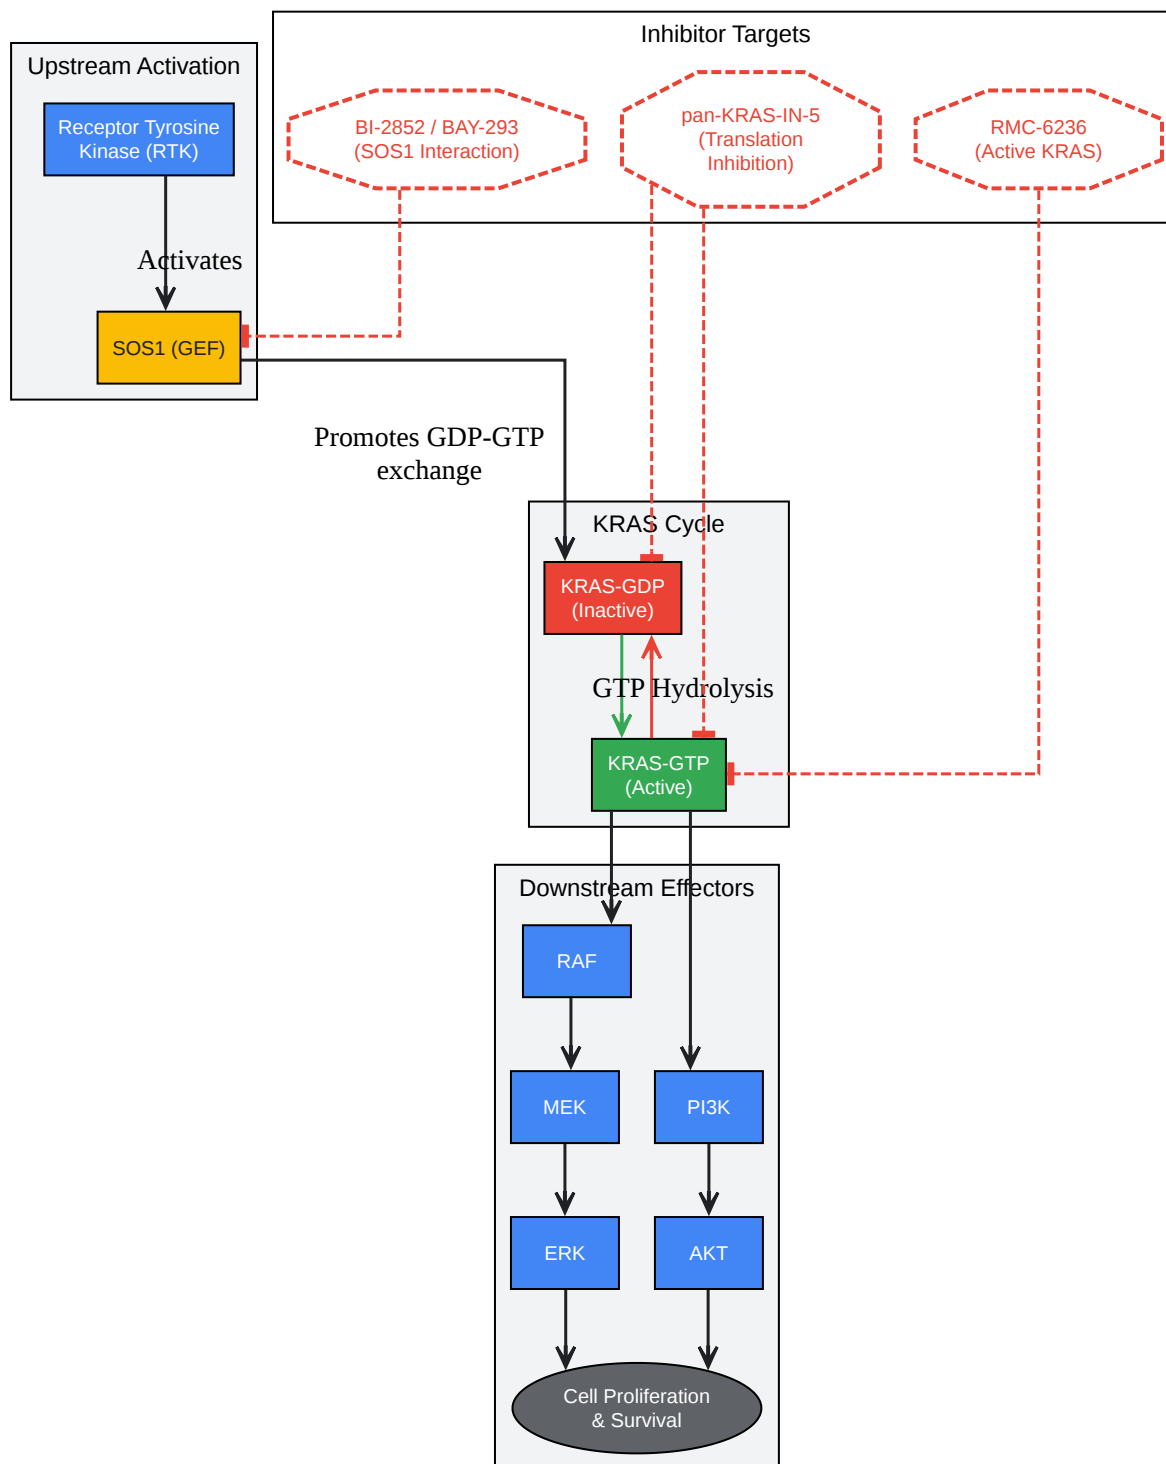 Inhibitor Targets
Upstream Activation
Receptor Tyrosine
Kinase (RTK)
BI-2852 / BAY-293
(SOS1 Interaction)
pan-KRAS-IN-5
(Translation
Inhibition)
RMC-6236
(Active KRAS)
Activates
SOS1 (GEF)
Promotes GDP-GTP
exchange
KRAS Cycle
KRAS-GDP
(Inactive)
GTP Hydrolysis
KRAS-GTP
(Active)
Downstream Effectors
RAF
MEK
PI3K
ERK
AKT
Cell Proliferation
& Survival